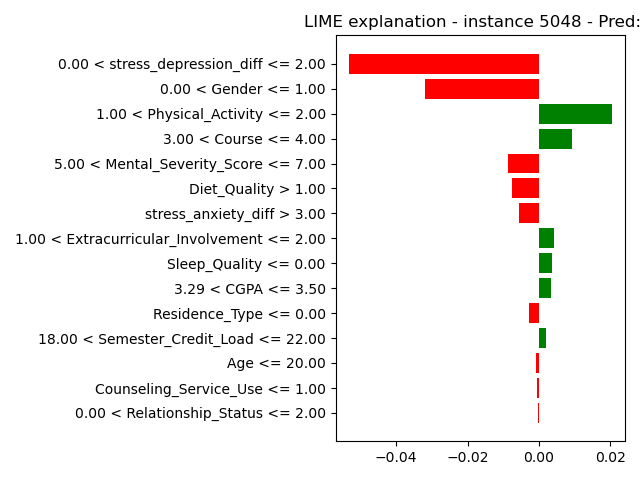 LIME explanation - instance 5048 - Pred:
0.00 < stress_depression_diff <= 2.00
0.00 < Gender <= 1.00
1.00 < Physical_Activity <= 2.00
3.00 < Course <= 4.00
5.00 < Mental_Severity_Score <= 7.00
Diet_Quality > 1.00
stress_anxiety_diff > 3.00
1.00 < Extracurricular_Involvement <= 2.00
Sleep_Quality <= 0.00
3.29 < CGPA <= 3.50
Residence_Type <= 0.00
18.00 < Semester_Credit_Load <= 22.00
Age <= 20.00
Counseling_Service_Use <= 1.00
0.00 < Relationship_Status <= 2.00
−0.04 −0.02 0.00 0.02